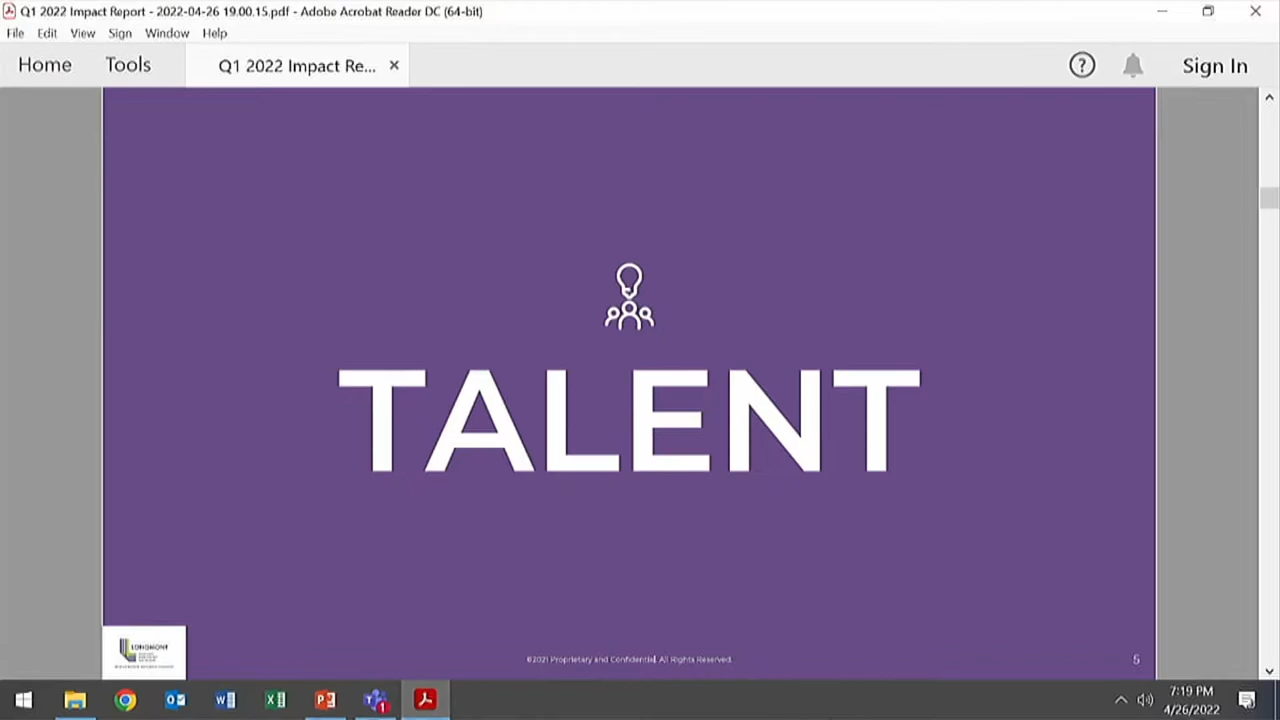 Q1 2022 Impact Report - 2022-04-26 19.00.15.pdf - Adobe Acrobat Reader DC (64-bit)
File Edit View Sign Window Help
Home Tools Q1 2022 Impact Re... Sign In
TALENT
LONGMONT
©2021 Proprietary and Confidential. All Rights Reserved.
5
7:19 PM
4/26/2022